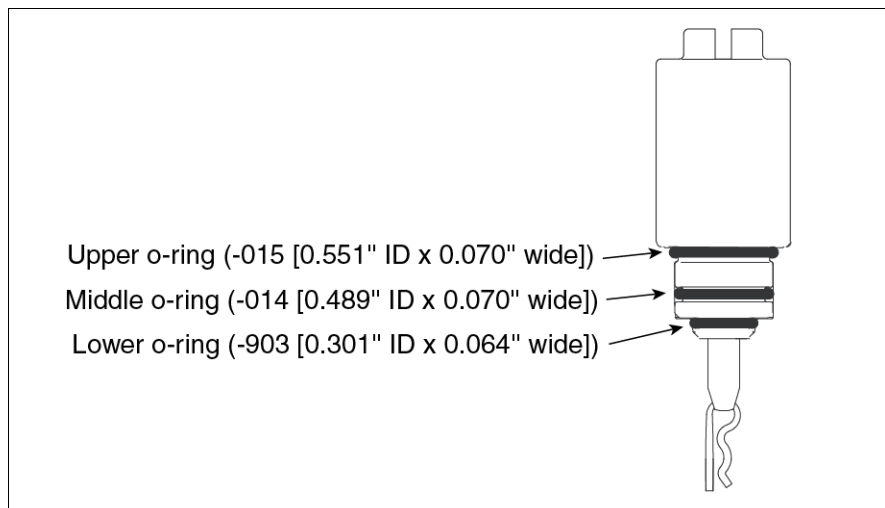 Upper o-ring (-015 [0.551" ID x 0.070" wide])
Middle o-ring (-014 [0.489" ID x 0.070" wide])
Lower o-ring (-903 [0.301" ID x 0.064" wide])